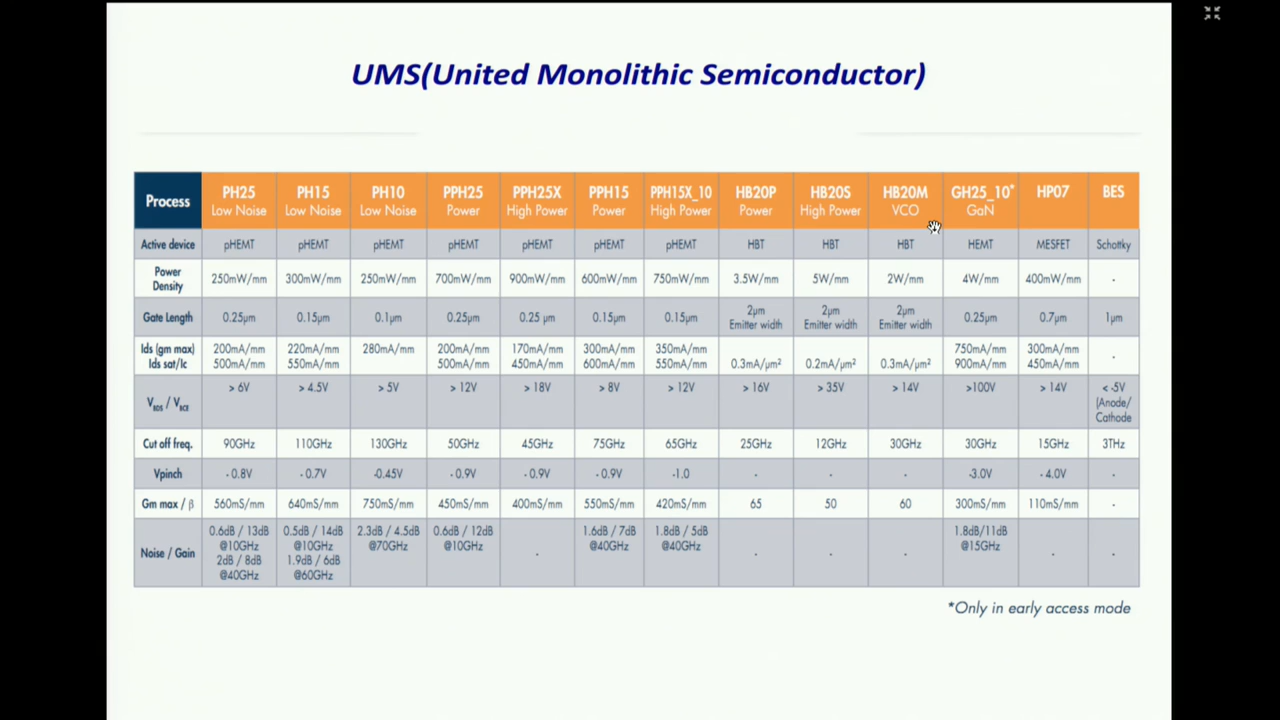 UMS(United Monolithic Semiconductor)
Process PH25 Low Noise PH15 Low Noise PH10 Low Noise PPH25 Power PPH25X High Power PPH15 Power PPH15X_10 High Power HB20P Power HB20S High Power HB20M VCO GH25_10* GaN HP07 BES
Active device pHEMT pHEMT pHEMT pHEMT pHEMT pHEMT pHEMT HBT HBT HBT HEMT MESFET Schottky
Power Density 250mW/mm 300mW/mm 250mW/mm 700mW/mm 900mW/mm 600mW/mm 750mW/mm 3.5W/mm 5W/mm 2W/mm 4W/mm 400mW/mm -
Gate Length 0.25µm 0.15µm 0.1µm 0.25µm 0.25 µm 0.15µm 0.15µm 2µm Emitter width 2µm Emitter width 2µm Emitter width 0.25µm 0.7µm 1µm
Ids (gm max) 200mA/mm 220mA/mm 280mA/mm 200mA/mm 170mA/mm 300mA/mm 350mA/mm 750mA/mm 300mA/mm -
Ids sat/Ic 500mA/mm 550mA/mm 500mA/mm 450mA/mm 600mA/mm 550mA/mm 0.3mA/µm² 0.2mA/µm² 0.3mA/µm² 900mA/mm 450mA/mm
VBDS / VBCE > 6V > 4.5V > 5V > 12V > 18V > 8V > 12V > 16V > 35V > 14V >100V > 14V < -5V (Anode/ Cathode
Cut off freq. 90GHz 110GHz 130GHz 50GHz 45GHz 75GHz 65GHz 25GHz 12GHz 30GHz 30GHz 15GHz 3THz
Vpinch - 0.8V - 0.7V -0.45V - 0.9V - 0.9V - 0.9V -1.0 - - - -3.0V - 4.0V -
Gm max / β 560mS/mm 640mS/mm 750mS/mm 450mS/mm 400mS/mm 550mS/mm 420mS/mm 65 50 60 300mS/mm 110mS/mm -
Noise / Gain 0.6dB / 13dB @10GHz 2dB / 8dB @40GHz 0.5dB / 14dB @10GHz 1.9dB / 6dB @60GHz 2.3dB / 4.5dB @70GHz 0.6dB / 12dB @10GHz - 1.6dB / 7dB @40GHz 1.8dB / 5dB @40GHz - - - 1.8dB/11dB @15GHz - -
*Only in early access mode